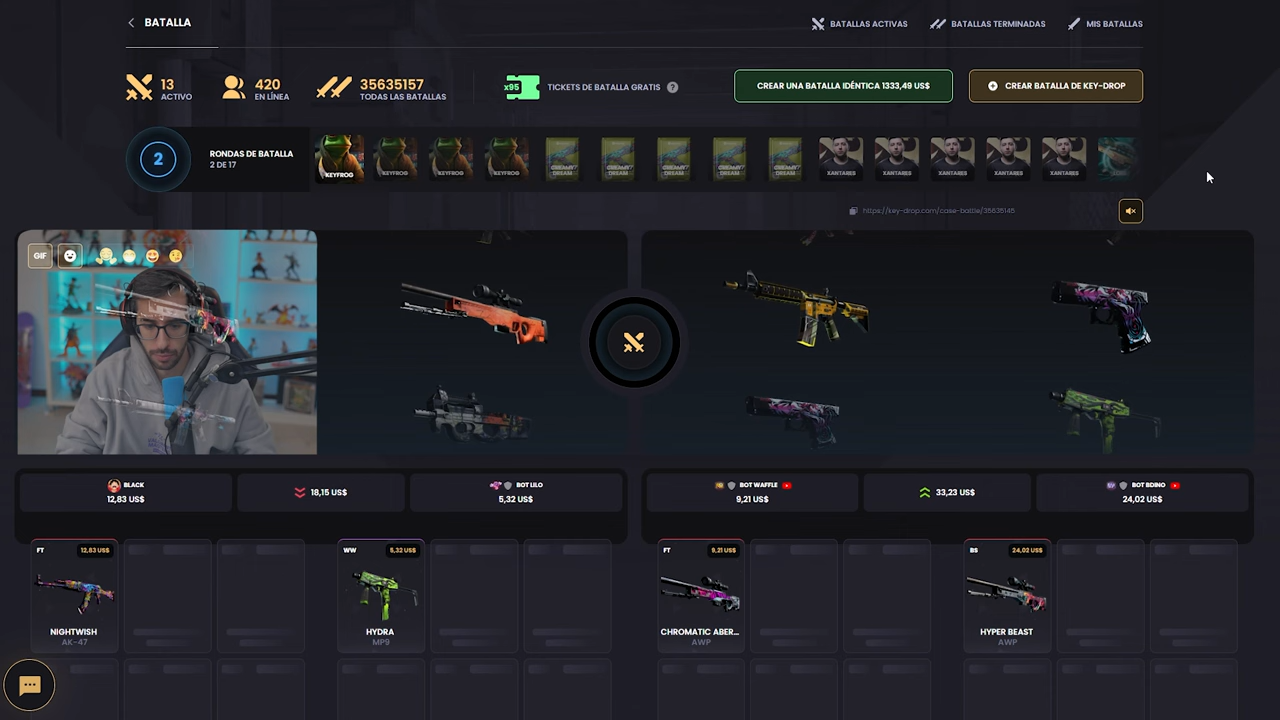 BATALLA
BATALLAS ACTIVAS
BATALLAS TERMINADAS
MIS BATALLAS
13
ACTIVO
420
EN LÍNEA
35635157
TODAS LAS BATALLAS
x95
TICKETS DE BATALLA GRATIS
?
CREAR UNA BATALLA IDÉNTICA 1333,49 US$
CREAR BATALLA DE KEY-DROP
2
RONDAS DE BATALLA
2 DE 17
KEYFROG
KEYFROG
KEYFROG
KEYFROG
CREAMY DREAM
CREAMY DREAM
CREAMY DREAM
CREAMY DREAM
CREAMY DREAM
XANTARES
XANTARES
XANTARES
XANTARES
XANTARES
https://key-drop.com/case-battle/35635145
GIF
BLACK
12,83 US$
18,15 US$
BOT LILO
5,32 US$
BOT WAFFLE
9,21 US$
33,23 US$
BOT BDINO
24,02 US$
FT
12,83 US$
NIGHTWISH
AK-47
WW
5,32 US$
HYDRA
MP9
FT
9,21 US$
CHROMATIC ABER...
AWP
BS
24,02 US$
HYPER BEAST
AWP